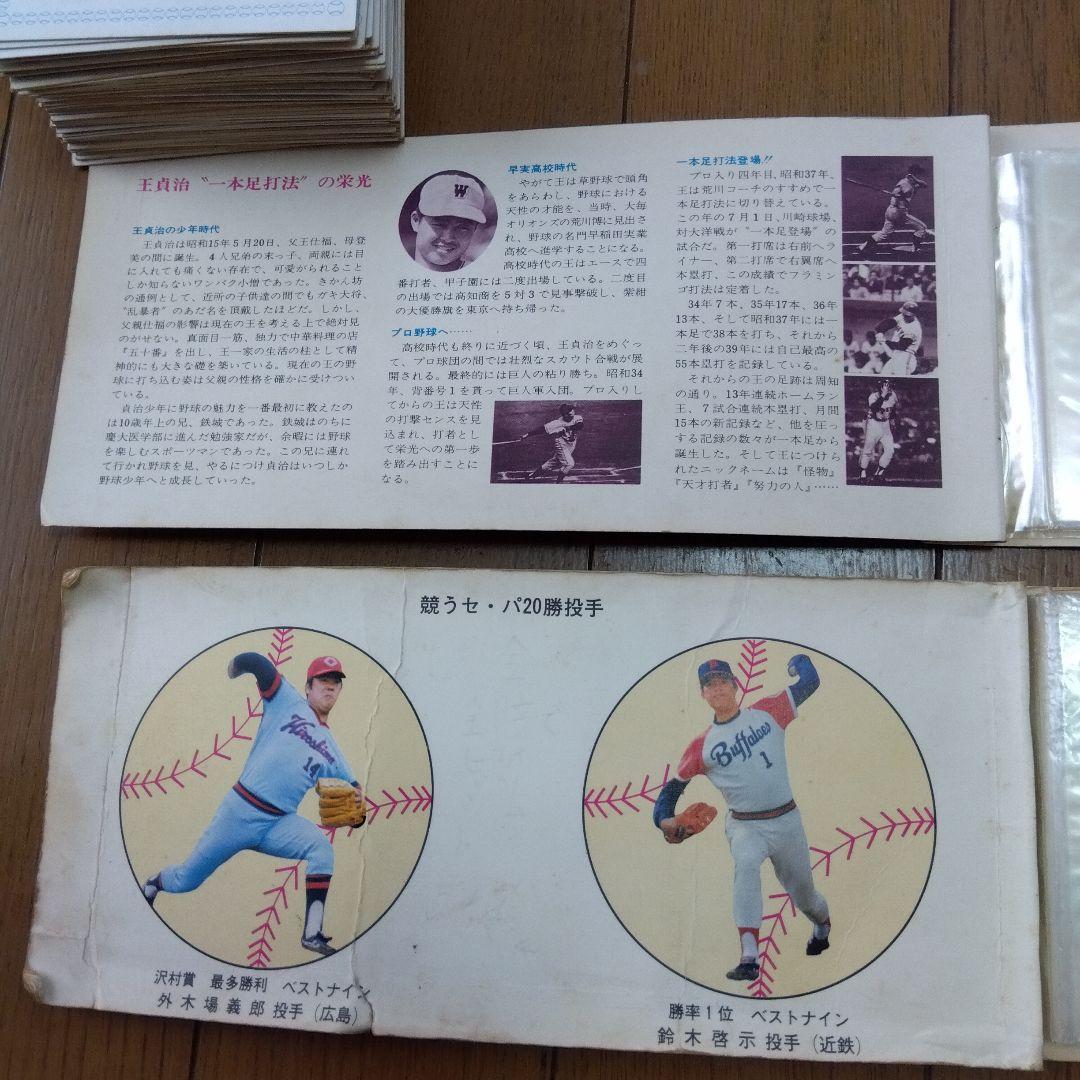 王貞治〝一本足打法〟の栄光
王貞治の少年時代
王貞治は昭和15年5月20日、父王仕福、母登
美の間に誕生。4人兄弟の末っ子、両親には目
に入れても痛くない存在で、可愛がられること
しか知らないワンパク小僧であった。きかん坊
の通例として、近所の子供達の間でもガキ大将、
〝乱暴者〟のあだ名を頂戴したほどだ。しかし、
父親仕福の影響は現在の王を考える上で絶対見
のがせない。真面目一筋、独力で中華料理の店
『五十番』を出し、王一家の生活の柱として精
神的にも大きな礎を築いている。現在の王の野
球に打ち込む姿は父親の性格を確かに受けつい
ている。
貞治少年に野球の魅力を一番最初に教えたの
は10歳年上の兄、鉄城であった。鉄城はのちに
慶大医学部に進んだ勉強家だが、余暇には野球
を楽しむスポーツマンであった。この兄に連れ
て行かれ野球を見、やるにつけ貞治はいつしか
野球少年へと成長していった。
W
早実高校時代
やがて王は草野球で頭角
をあらわし、野球における
天性の才能を、当時、大毎
オリオンズの荒川博に見出さ
れ、野球の名門早稲田実業
高校へ進学することになる。
高校時代の王はエースで四
番打者、甲子園には二度出場している。二度目
の出場では高知商を5対3で見事撃破し、紫紺
の大優勝旗を東京へ持ち帰った。
プロ野球へ……
高校時代も終りに近づく頃、王貞治をめぐっ
て、プロ球団の間では壮烈なスカウト合戦が展
開される。最終的には巨人の粘り勝ち。昭和34
年、背番号1を貰って巨人軍入団。プロ入りし
てからの王は天性
の打撃センスを見
込まれ、打者とし
て栄光への第一歩
を踏み出すことに
なる。
一本足打法登場!!
プロ入り四年目、昭和37年、
王は荒川コーチのすすめで一
本足打法に切り替えている。
この年の7月1日、川崎球場、
対大洋戦が〝一本足登場〟の
試合だ。第一打席は右前へラ
イナー、第二打席で右翼席へ
本塁打、この成績でフラミン
ゴ打法は定着した。
34年7本、35年17本、36年
13本、そして昭和37年には一
本足で38本を打ち、それから
二年後の39年には自己最高の
55本塁打を記録している。
それからの王の足跡は周知
の通り。13年連続ホームラン
王、7試合連続本塁打、月間
15本の新記録など、他を圧っ
する記録の数々が一本足から
誕生した。そして王につけら
れたニックネームは『怪物』
『天才打者』『努力の人』……
競うセ・パ20勝投手
Hiroshima
14
Buffaloes
1
沢村賞 最多勝利 ベストナイン
外木場義郎 投手(広島)
勝率1位 ベストナイン
鈴木啓示 投手(近鉄)